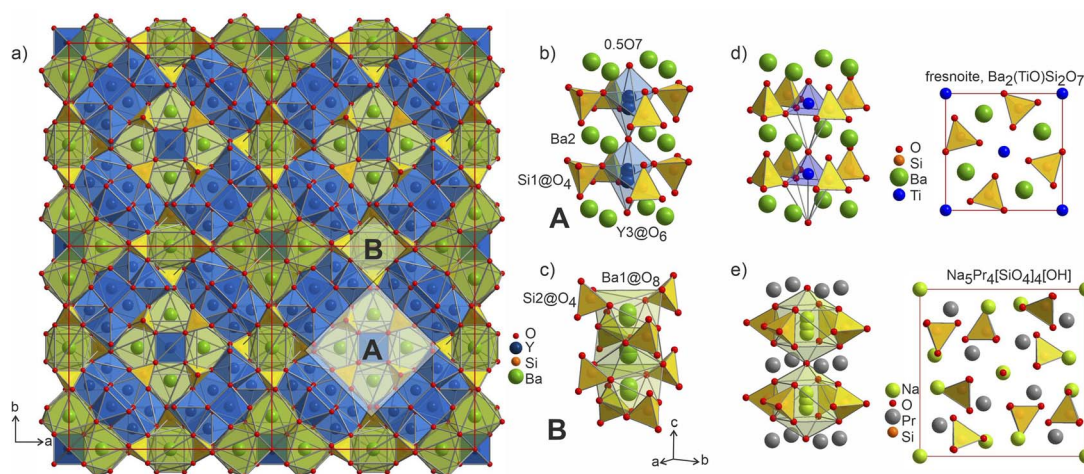 a)
B
A
b
a
O
Y
Si
Ba
b)
0.5O7
Ba2
Si1@O4
A
Y3@O6
c)
Ba1@O8
Si2@O4
B
c
a
b
d)
fresnoite, Ba2(TiO)Si2O7
O
Si
Ba
Ti
e)
Na5Pr4[SiO4]4[OH]
Na
O
Pr
Si